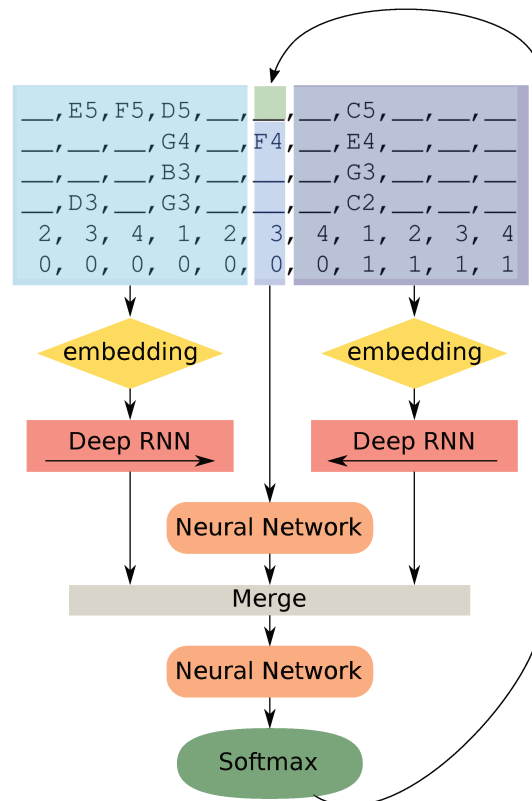 __,E5,F5,D5,__,__,__,C5,__,__,__
__,__,__,G4,__,F4,__,E4,__,__,__
__,__,__,B3,__,__,__,G3,__,__,__
__,D3,__,G3,__,__,__,C2,__,__,__
2, 3, 4, 1, 2, 3, 4, 1, 2, 3, 4
0, 0, 0, 0, 0, 0, 0, 1, 1, 1, 1
embedding
embedding
Deep RNN
Deep RNN
Neural Network
Merge
Neural Network
Softmax